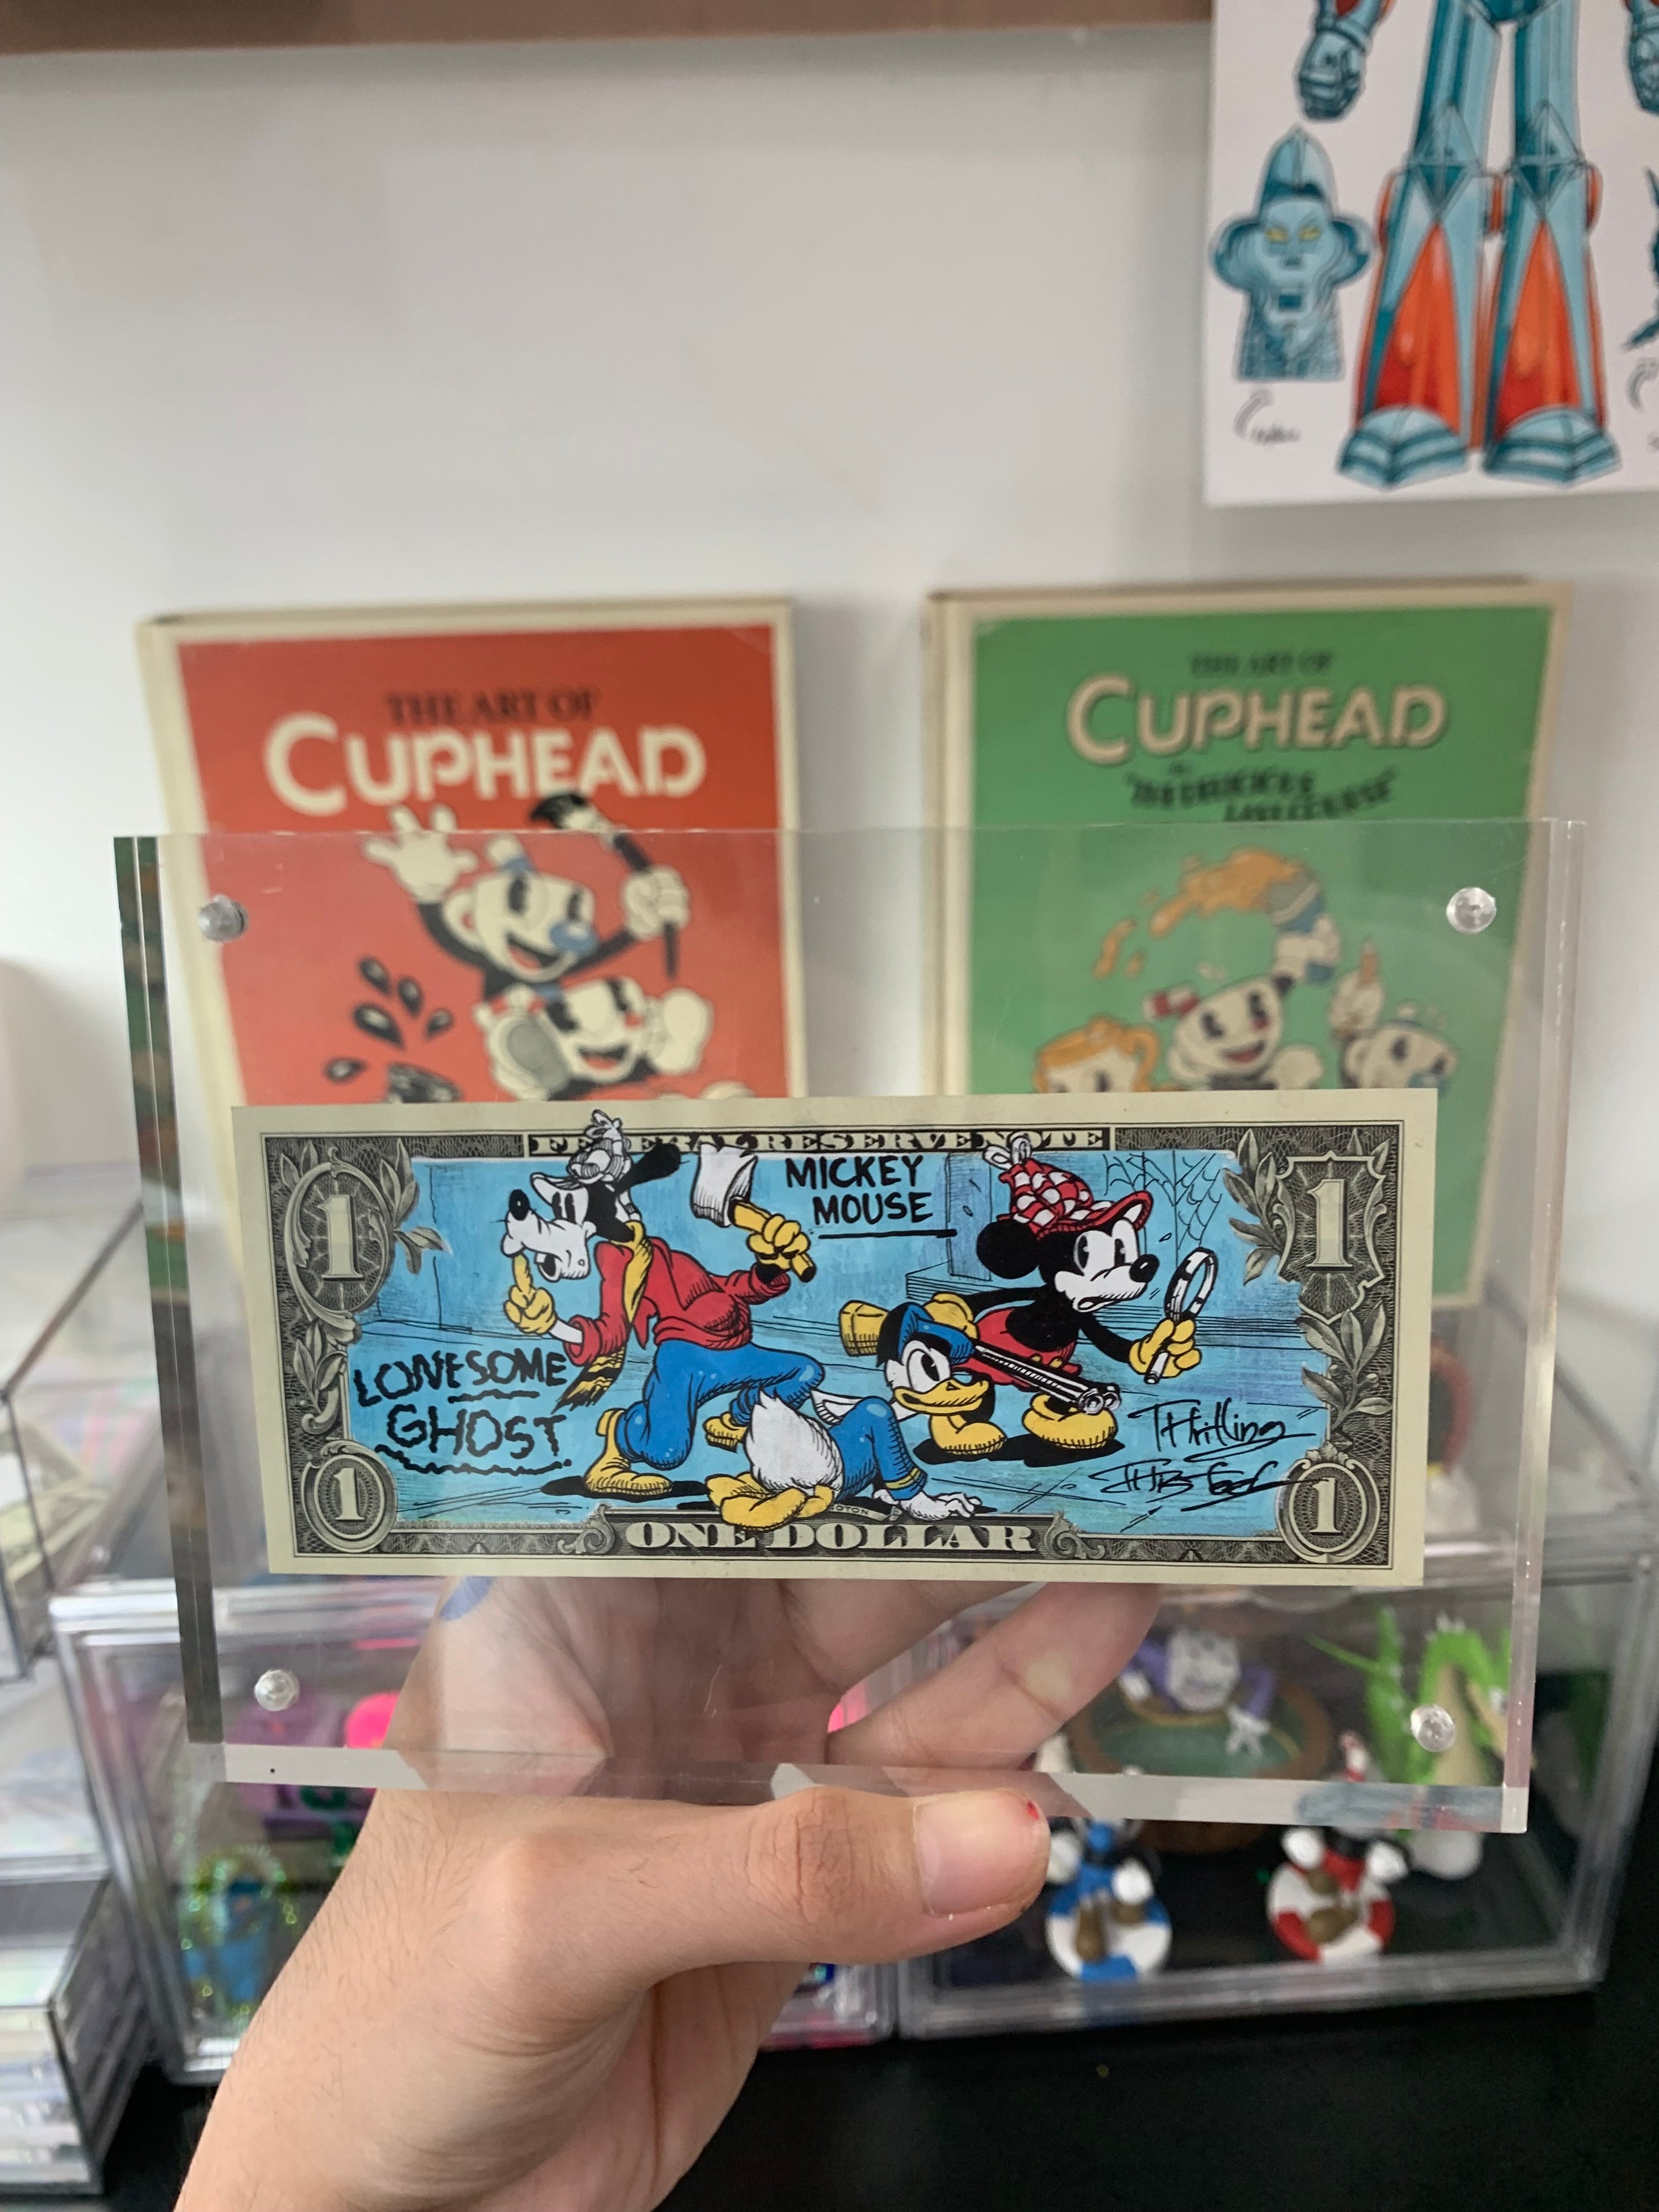 THE ART OF
CUPHEAD
THE ART OF
CUPHEAD
FEDERAL RESERVE NOTE
1
1
MICKEY
MOUSE
LONESOME
GHOST
Thrilling
1
1
ONE DOLLAR